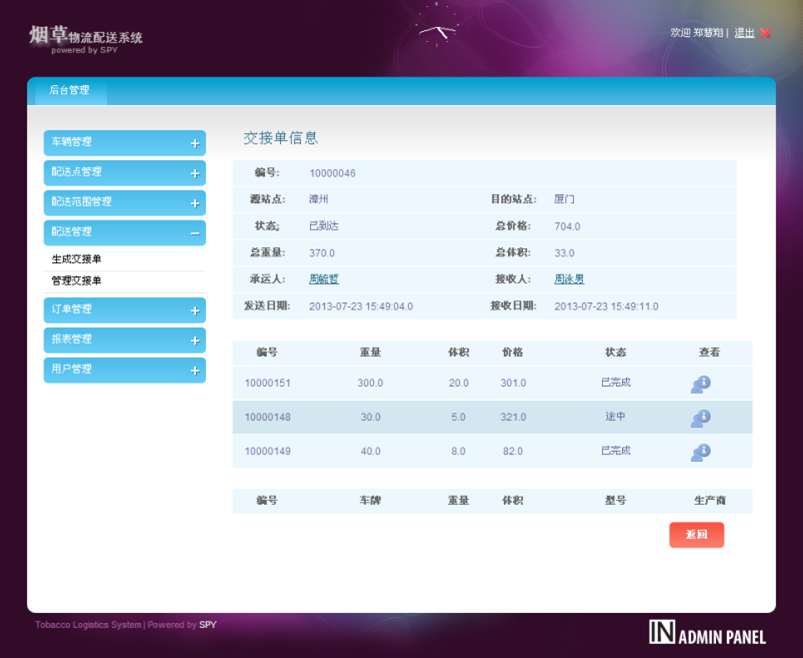 烟草物流配送系统
powered by SPY
欢迎 郑慧翔 | 退出
后台管理
车辆管理
配送点管理
配送范围管理
配送管理
生成交接单
管理交接单
订单管理
报表管理
用户管理
交接单信息
编号: 10000046
源站点: 漳州 目的站点: 厦门
状态: 已到达 总价格: 704.0
总重量: 370.0 总体积: 33.0
承运人: 周毓哲 接收人: 周泳男
发送日期: 2013-07-23 15:49:04.0 接收日期: 2013-07-23 15:49:11.0
编号 重量 体积 价格 状态 查看
10000151 300.0 20.0 301.0 已完成
10000148 30.0 5.0 321.0 途中
10000149 40.0 8.0 82.0 已完成
编号 车牌 重量 体积 型号 生产商
返回
Tobacco Logistics System | Powered by SPY
IN ADMIN PANEL